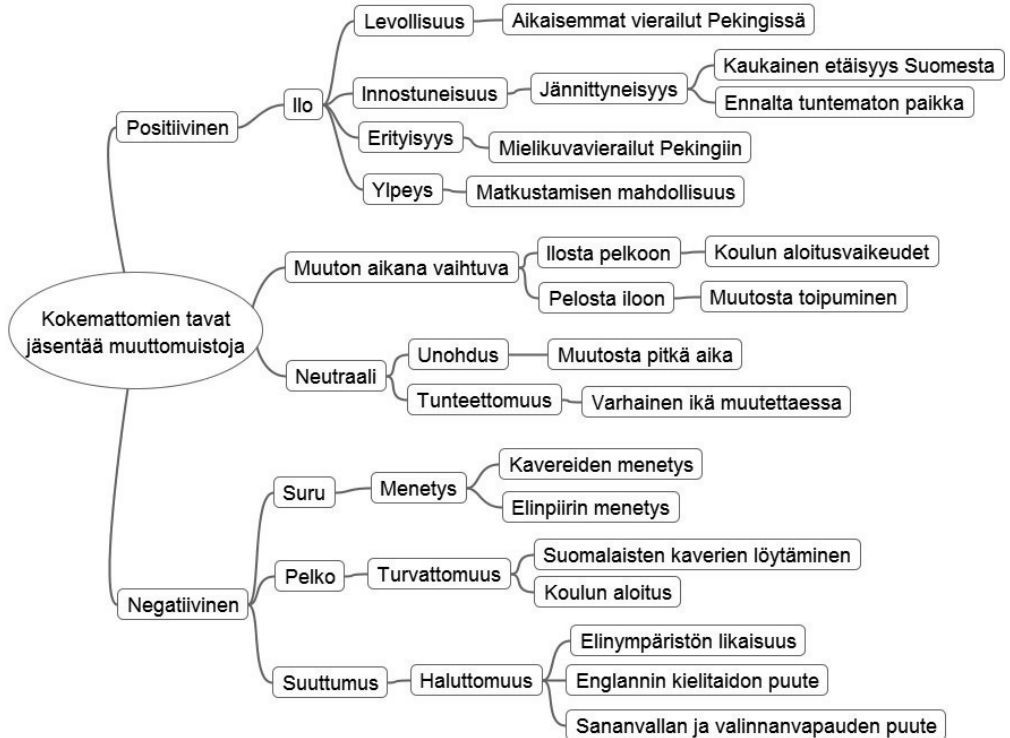 Kokemattomien tavat
jäsentää muuttomuistoja
Positiivinen
Ilo
Levollisuus
Aikaisemmat vierailut Pekingissä
Innostuneisuus
Jännittyneisyys
Kaukainen etäisyys Suomesta
Ennalta tuntematon paikka
Erityisyys
Mielikuvavierailut Pekingiin
Ylpeys
Matkustamisen mahdollisuus
Muuton aikana vaihtuva
Ilosta pelkoon
Koulun aloitusvaikeudet
Pelosta iloon
Muutosta toipuminen
Neutraali
Unohdus
Muutosta pitkä aika
Tunteettomuus
Varhainen ikä muutettaessa
Negatiivinen
Suru
Menetys
Kavereiden menetys
Elinpiirin menetys
Pelko
Turvattomuus
Suomalaisten kaverien löytäminen
Koulun aloitus
Suuttumus
Haluttomuus
Elinympäristön likaisuus
Englannin kielitaidon puute
Sananvallan ja valinnanvapauden puute